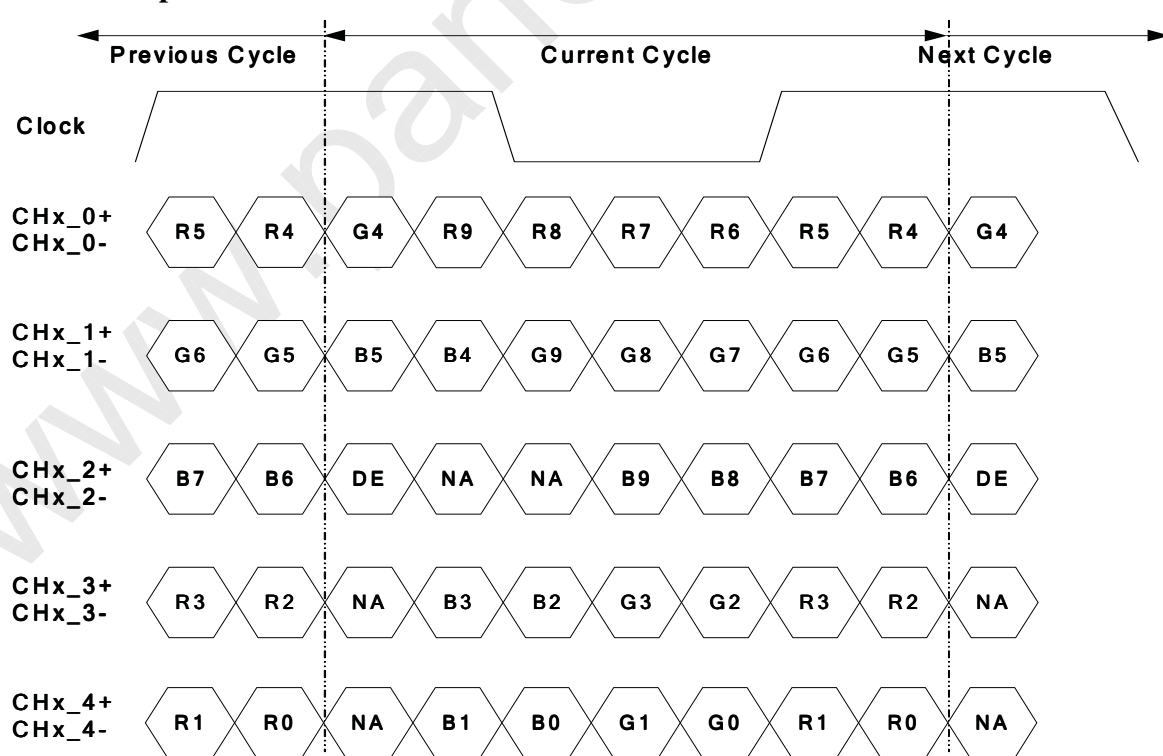 Previous Cycle Current Cycle Next Cycle
Clock
CHx_0+
CHx_0-
R5 R4 G4 R9 R8 R7 R6 R5 R4 G4
CHx_1+
CHx_1-
G6 G5 B5 B4 G9 G8 G7 G6 G5 B5
CHx_2+
CHx_2-
B7 B6 DE NA NA B9 B8 B7 B6 DE
CHx_3+
CHx_3-
R3 R2 NA B3 B2 G3 G2 R3 R2 NA
CHx_4+
CHx_4-
R1 R0 NA B1 B0 G1 G0 R1 R0 NA